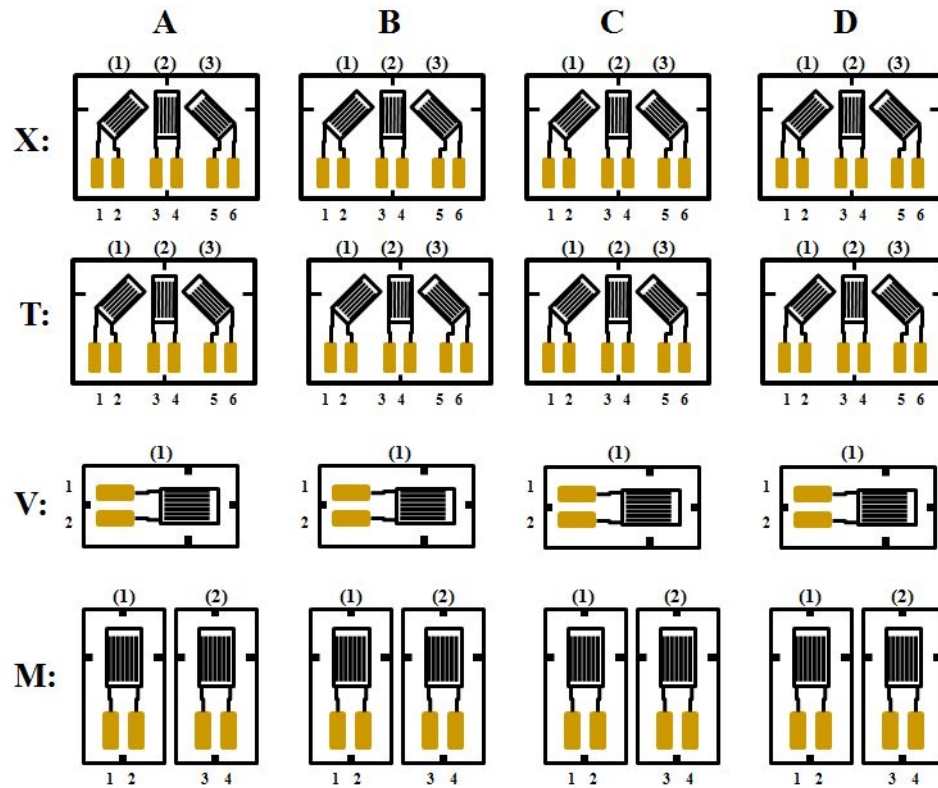 A B C D
(1) (2) (3) (1) (2) (3) (1) (2) (3) (1) (2) (3)
X:
1 2 3 4 5 6 1 2 3 4 5 6 1 2 3 4 5 6 1 2 3 4 5 6
(1) (2) (3) (1) (2) (3) (1) (2) (3) (1) (2) (3)
T:
1 2 3 4 5 6 1 2 3 4 5 6 1 2 3 4 5 6 1 2 3 4 5 6
(1) (1) (1) (1)
1 1 1 1
V:
2 2 2 2
(1) (2) (1) (2) (1) (2) (1) (2)
M:
1 2 3 4 1 2 3 4 1 2 3 4 1 2 3 4